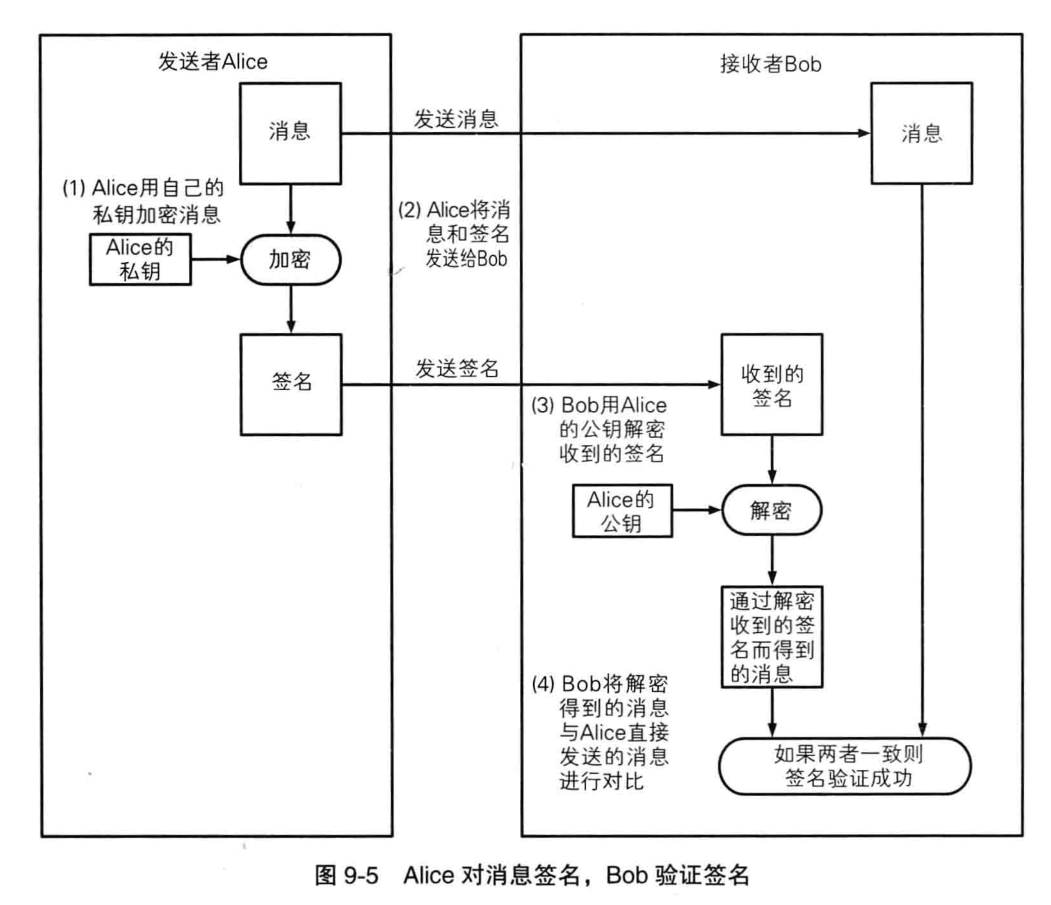 发送者Alice
接收者Bob
消息
发送消息
消息
(1) Alice用自己的
私钥加密消息
Alice的
私钥
加密
(2) Alice将消
息和签名
发送给Bob
签名
发送签名
收到的
签名
(3) Bob用Alice
的公钥解密
收到的签名
Alice的
公钥
解密
通过解密
收到的签
名而得到
的消息
(4) Bob将解密
得到的消息
与Alice直接
发送的消息
进行对比
如果两者一致则
签名验证成功
图 9-5 Alice 对消息签名，Bob 验证签名